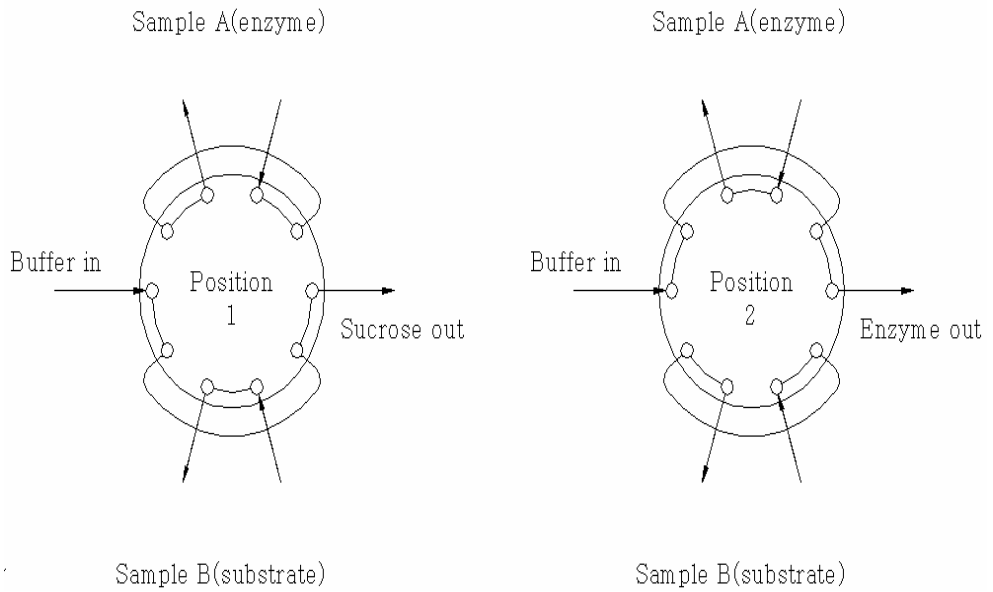 Sample A(enzyme)
Sample A(enzyme)
Buffer in
Position
1
Sucrose out
Buffer in
Position
2
Enzyme out
Sample B(substrate)
Sample B(substrate)